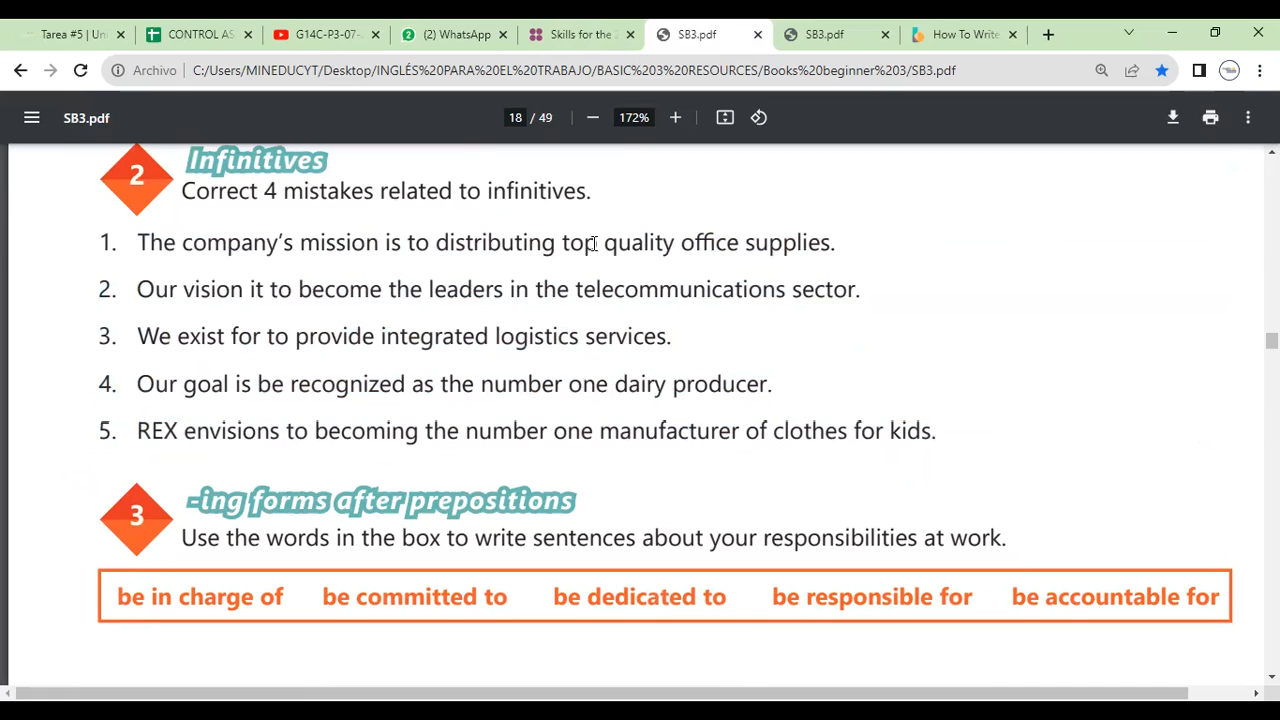 Tarea #5 | Un
CONTROL AS
G14C-P3-07-
(2) WhatsApp
Skills for the 2
SB3.pdf
SB3.pdf
How To Write
Archivo
C:/Users/MINEDUCYT/Desktop/INGLÉS%20PARA%20EL%20TRABAJO/BASIC%203%20RESOURCES/Books%20beginner%203/SB3.pdf
SB3.pdf
18 / 49
172%
2
Infinitives
Correct 4 mistakes related to infinitives.
1. The company's mission is to distributing top quality office supplies.
2. Our vision it to become the leaders in the telecommunications sector.
3. We exist for to provide integrated logistics services.
4. Our goal is be recognized as the number one dairy producer.
5. REX envisions to becoming the number one manufacturer of clothes for kids.
3
-ing forms after prepositions
Use the words in the box to write sentences about your responsibilities at work.
be in charge of be committed to be dedicated to be responsible for be accountable for